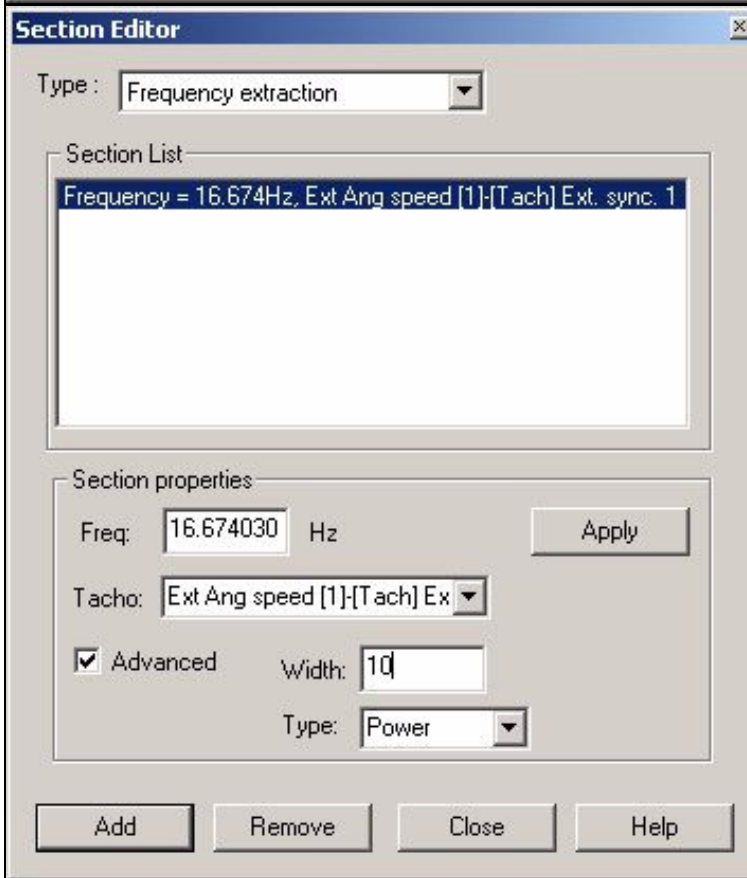 Section Editor
Type : Frequency extraction
Section List
Frequency = 16.674Hz, Ext Ang speed [1]-[Tach] Ext. sync. 1
Section properties
Freq: 16.674030 Hz Apply
Tacho: Ext Ang speed [1]-[Tach] Ex
Advanced Width: 10
Type: Power
Add Remove Close Help